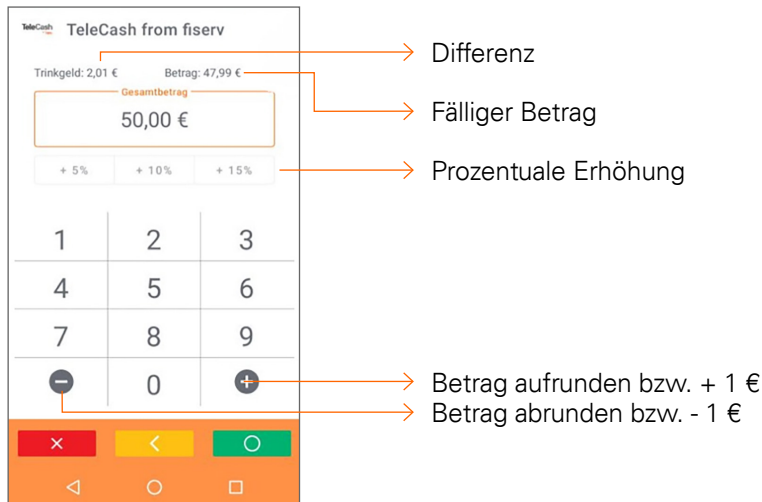 TeleCash TeleCash from fiserv
Trinkgeld: 2,01 € Betrag: 47,99 €
Gesamtbetrag
50,00 €
+ 5% + 10% + 15%
1 2 3
4 5 6
7 8 9
0
Differenz
Fälliger Betrag
Prozentuale Erhöhung
Betrag aufrunden bzw. + 1 €
Betrag abrunden bzw. - 1 €